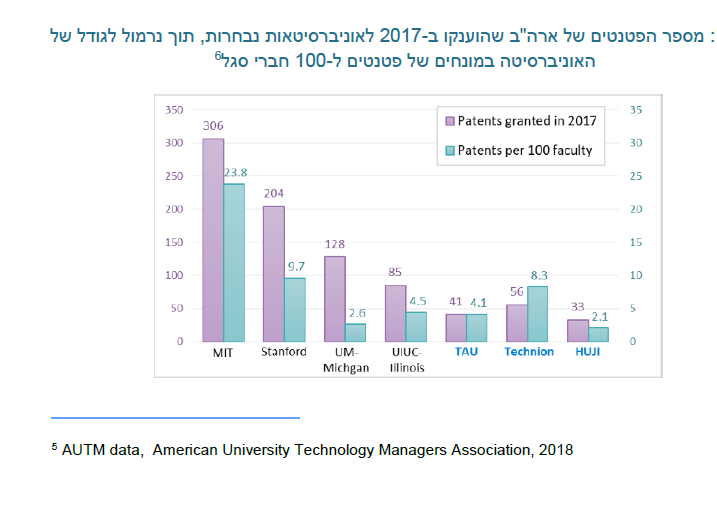 : מספר הפטנטים של ארה"ב שהוענקו ב-2017 לאוניברסיטאות נבחרות, תוך נרמול לגודל של
האוניברסיטה במונחים של פטנטים ל-100 חברי סגל6
350
300
250
200
150
100
50
0
35
30
25
20
15
10
5
0
Patents granted in 2017
Patents per 100 faculty
306
23.8
204
9.7
128
2.6
85
4.5
41
4.1
56
8.3
33
2.1
MIT
Stanford
UM-
Michgan
UIUC-
Illinois
TAU
Technion
HUJI
5 AUTM data, American University Technology Managers Association, 2018